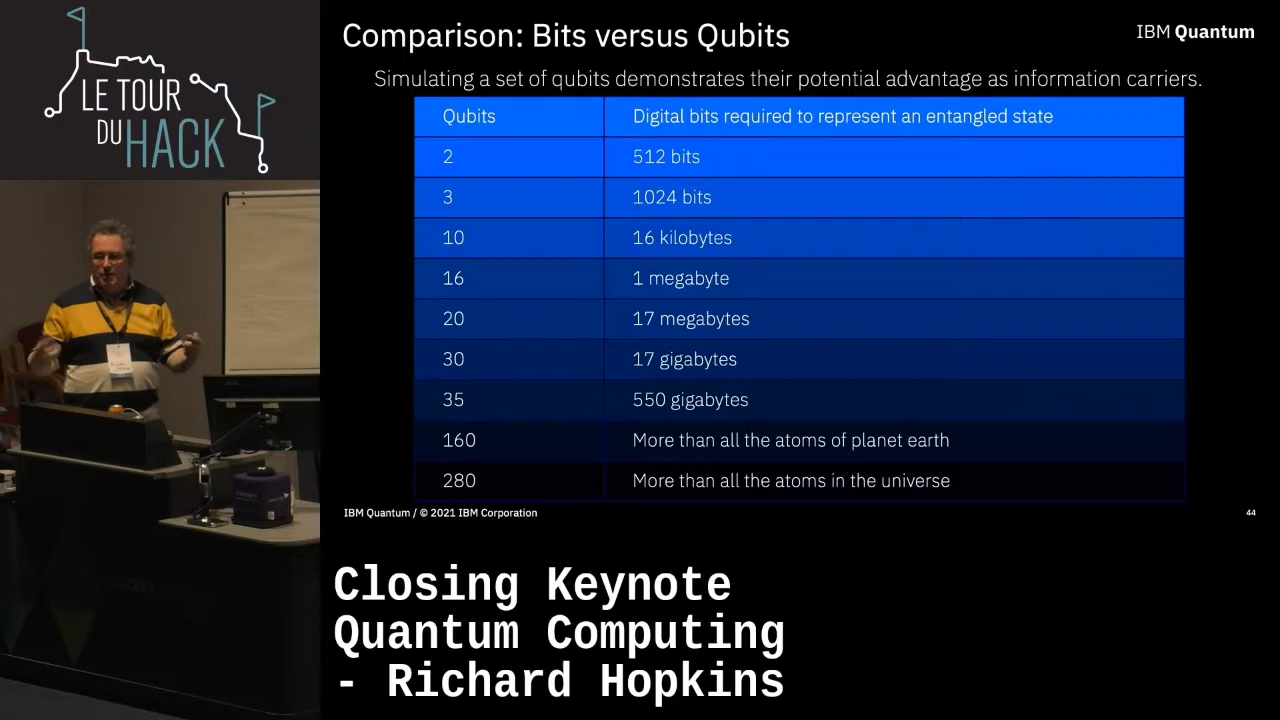 LE TOUR
DU HACK
Comparison: Bits versus Qubits
IBM Quantum
Simulating a set of qubits demonstrates their potential advantage as information carriers.
Qubits Digital bits required to represent an entangled state
2 512 bits
3 1024 bits
10 16 kilobytes
16 1 megabyte
20 17 megabytes
30 17 gigabytes
35 550 gigabytes
160 More than all the atoms of planet earth
280 More than all the atoms in the universe
IBM Quantum / © 2021 IBM Corporation
44
Closing Keynote
Quantum Computing
- Richard Hopkins